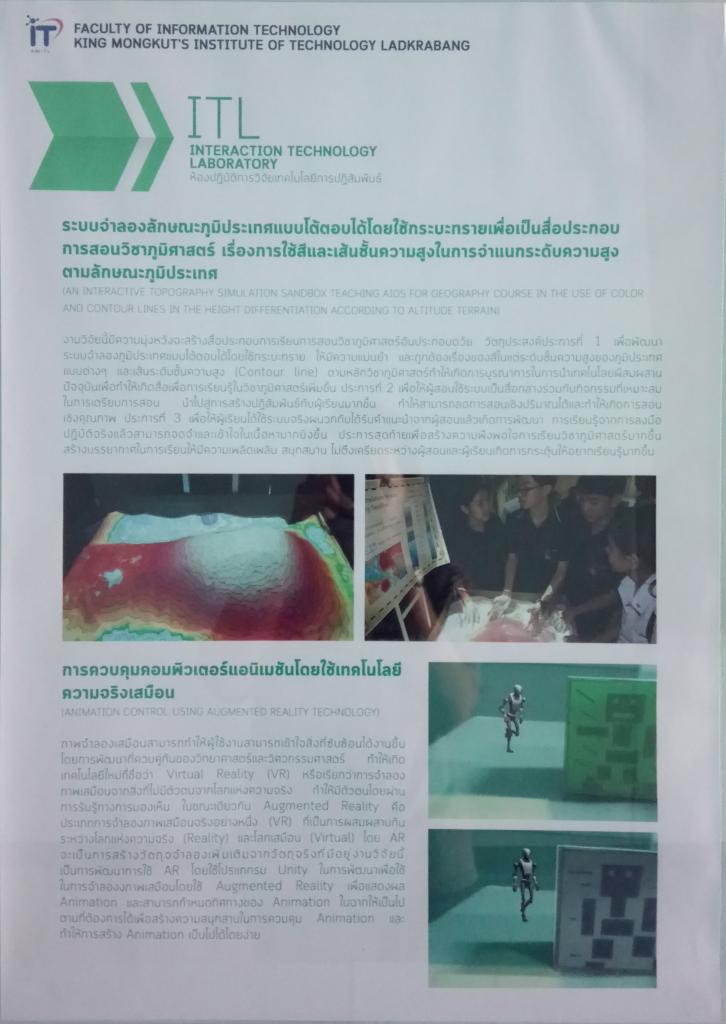 iT
KMITL
FACULTY OF INFORMATION TECHNOLOGY
KING MONGKUT'S INSTITUTE OF TECHNOLOGY LADKRABANG
ITL
INTERACTION TECHNOLOGY
LABORATORY
ห้องปฏิบัติการวิจัยเทคโนโลยีการปฏิสัมพันธ์
ระบบจำลองลักษณะภูมิประเทศแบบโต้ตอบได้โดยใช้กระบะทรายเพื่อเป็นสื่อประกอบ
การสอนวิชาภูมิศาสตร์ เรื่องการใช้สีและเส้นชั้นความสูงในการจำแนกระดับความสูง
ตามลักษณะภูมิประเทศ
(AN INTERACTIVE TOPOGRAPHY SIMULATION SANDBOX TEACHING AIDS FOR GEOGRAPHY COURSE IN THE USE OF COLOR
AND CONTOUR LINES IN THE HEIGHT DIFFERENTIATION ACCORDING TO ALTITUDE TERRAIN)
งานวิจัยนี้มีความมุ่งหวังจะสร้างสื่อประกอบการเรียนการสอนวิชาภูมิศาสตร์อันประกอบด้วย วัตถุประสงค์ประการที่ 1 เพื่อพัฒนา
ระบบจำลองภูมิประเทศแบบโต้ตอบได้โดยใช้กระบะทราย ให้มีความแม่นยำ และถูกต้องเรื่องของสีในแต่ระดับชั้นความสูงของภูมิประเทศ
แบบต่างๆ และเส้นระดับชั้นความสูง (Contour line) ตามหลักวิชาภูมิศาสตร์ทำให้เกิดการบูรณาการในการนำเทคโนโลยีผสมผสาน
ปัจจุบันเพื่อทำให้เกิดสื่อเพื่อการเรียนรู้ในวิชาภูมิศาสตร์เพิ่มขึ้น ประการที่ 2 เพื่อให้ผู้สอนใช้ระบบเป็นสื่อกลางร่วมกับกิจกรรมที่เหมาะสม
ในการเตรียมการสอน นำไปสู่การสร้างปฏิสัมพันธ์กับผู้เรียนมากขึ้น ทำให้สามารถลดการสอนเชิงปริมาณได้และทำให้เกิดการสอน
เชิงคุณภาพ ประการที่ 3 เพื่อให้ผู้เรียนได้ใช้ระบบจริงผนวกกับได้รับคำแนะนำจากผู้สอนแล้วเกิดการพัฒนา การเรียนรู้จากการลงมือ
ปฏิบัติจริงแล้วสามารถจดจำและเข้าใจในเนื้อหามากยิ่งขึ้น ประการสุดท้ายเพื่อสร้างความพึงพอใจการเรียนวิชาภูมิศาสตร์มากขึ้น
สร้างบรรยากาศในการเรียนให้มีความเพลิดเพลิน สนุกสนาน ไม่ตึงเครียดระหว่างผู้สอนและผู้เรียนเกิดการกระตุ้นให้อยากเรียนรู้มากขึ้น
การควบคุมคอมพิวเตอร์แอนิเมชันโดยใช้เทคโนโลยี
ความจริงเสมือน
(ANIMATION CONTROL USING AUGMENTED REALITY TECHNOLOGY)
ภาพจำลองเสมือนสามารถทำให้ผู้ใช้งานสามารถเข้าใจสิ่งที่ซับซ้อนได้งานขึ้น
โดยการพัฒนาที่ควบคู่กันของวิทยาศาสตร์และวิศวกรรมศาสตร์ ทำให้เกิด
เทคโนโลยีใหม่ที่ชื่อว่า Virtual Reality (VR) หรือเรียกว่าการจำลอง
ภาพเสมือนจากสิ่งที่ไม่มีตัวตนจากโลกแห่งความจริง ทำให้มีตัวตนโดยผ่าน
การรับรู้ทางการมองเห็น ในขณะเดียวกัน Augmented Reality คือ
ประเภทการจำลองภาพเสมือนจริงอย่างหนึ่ง (VR) ที่เป็นการผสมผสานกัน
ระหว่างโลกแห่งความจริง (Reality) และโลกเสมือน (Virtual) โดย AR
จะเป็นการสร้างวัตถุจำลองเพิ่มเติมจากวัตถุจริงที่มีอยู่ งานวิจัยนี้
เป็นการพัฒนาการใช้ AR โดยใช้โปรแกรม Unity ในการพัฒนาเพื่อใช้
ในการจำลองงภาพเสมือนโดยใช้ Augmented Reality เพื่อแสดงผล
Animation และสามารถกำหนดทิศทางของ Animation ในฉากให้เป็นไป
ตามที่ต้องการได้เพื่อสร้างความสนุกสานในการควบคุม Animation และ
ทำให้การสร้าง Animation เป็นไปได้โดยง่าย